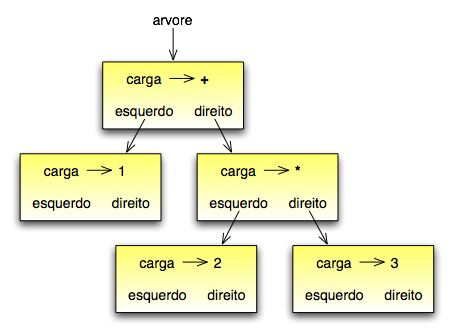 arvore
carga +
esquerdo direito
carga 1
esquerdo direito
carga *
esquerdo direito
carga 2
esquerdo direito
carga 3
esquerdo direito